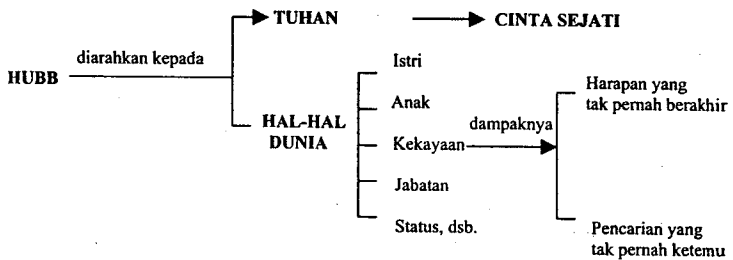 TUHAN
CINTA SEJATI
diarahkan kepada
HUBB
HAL-HAL
DUNIA
Istri
Anak
Kekayaan
Jabatan
Status, dsb.
dampaknya
Harapan yang
tak pernah berakhir
Pencarian yang
tak pernah ketemu